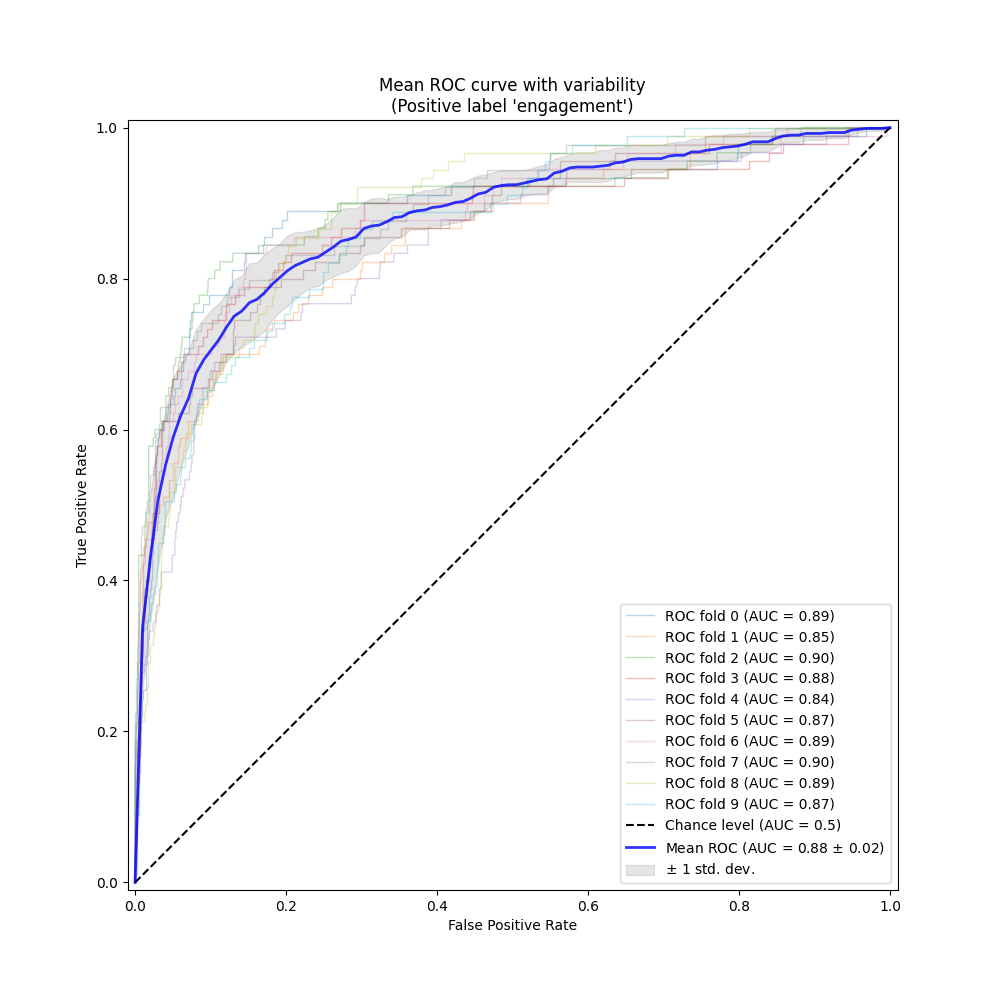 Mean ROC curve with variability
(Positive label 'engagement')
True Positive Rate
1.0
0.8
0.6
0.4
0.2
0.0
ROC fold 0 (AUC = 0.89)
ROC fold 1 (AUC = 0.85)
ROC fold 2 (AUC = 0.90)
ROC fold 3 (AUC = 0.88)
ROC fold 4 (AUC = 0.84)
ROC fold 5 (AUC = 0.87)
ROC fold 6 (AUC = 0.89)
ROC fold 7 (AUC = 0.90)
ROC fold 8 (AUC = 0.89)
ROC fold 9 (AUC = 0.87)
Chance level (AUC = 0.5)
Mean ROC (AUC = 0.88 ± 0.02)
± 1 std. dev.
0.0 0.2 0.4 0.6 0.8 1.0
False Positive Rate